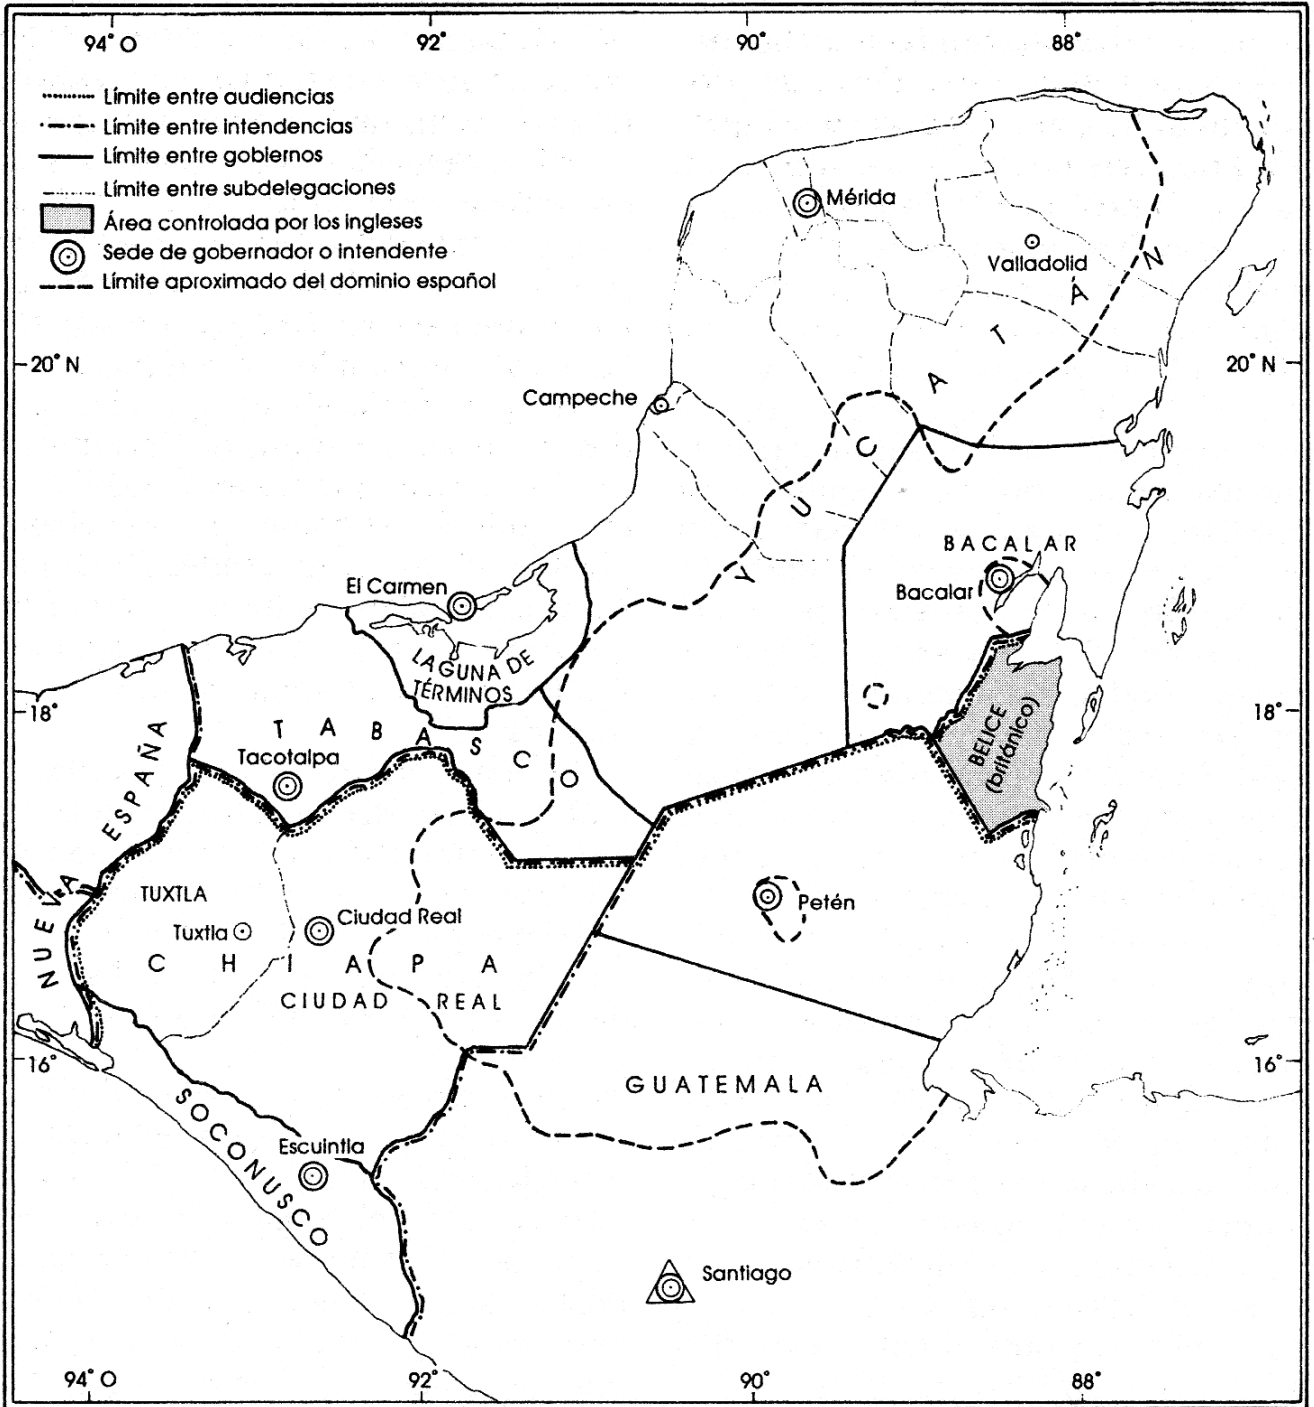 94° O
92°
90°
88°
Límite entre audiencias
Límite entre intendencias
Límite entre gobiernos
Límite entre subdelegaciones
Área controlada por los ingleses
Sede de gobernador o intendente
Límite aproximado del dominio español
Mérida
Valladolid
YUCATÁN
20° N
20° N
Campeche
BACALAR
Bacalar
El Carmen
LAGUNA DE
TÉRMINOS
18°
18°
TABASCO
Tacotalpa
BELICE
(británico)
NUEVA ESPAÑA
TUXTLA
Tuxtla
Ciudad Real
Petén
CHIAPA
CIUDAD REAL
16°
16°
GUATEMALA
SOCONUSCO
Escuintla
Santiago
94° O
92°
90°
88°